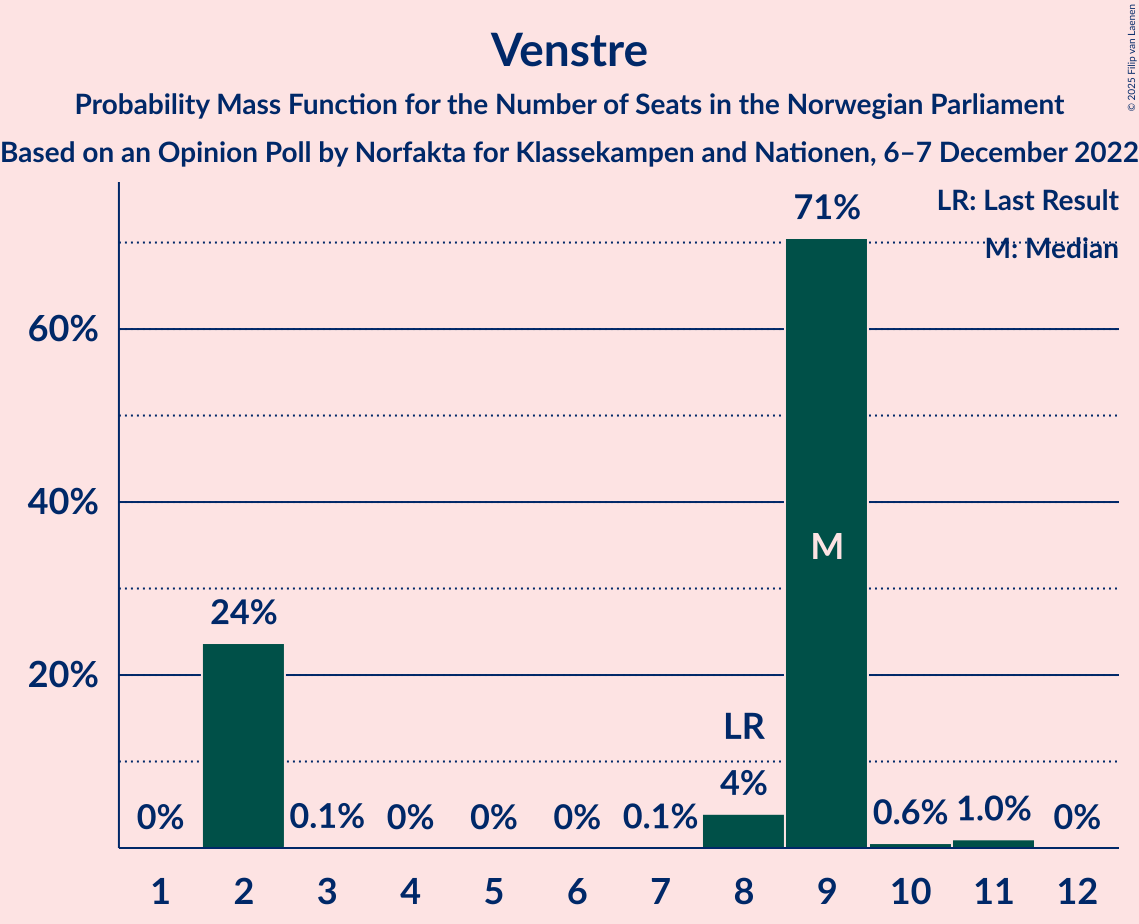 Venstre
Probability Mass Function for the Number of Seats in the Norwegian Parliament
Based on an Opinion Poll by Norfakta for Klassekampen and Nationen, 6–7 December 2022
© 2025 Filip van Laenen
LR: Last Result
M: Median
71%
60%
M
40%
24%
20%
LR
4%
0%
0.1%
0%
0%
0%
0.1%
0.6%
1.0%
0%
1 2 3 4 5 6 7 8 9 10 11 12